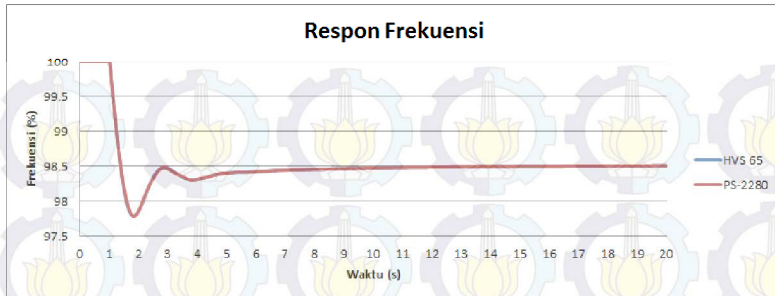 Respon Frekuensi
100
99.5
99
98.5
98
97.5
Frekuensi (%)
0 1 2 3 4 5 6 7 8 9 10 11 12 13 14 15 16 17 18 19 20
Waktu (s)
HVS 65
PS-2280